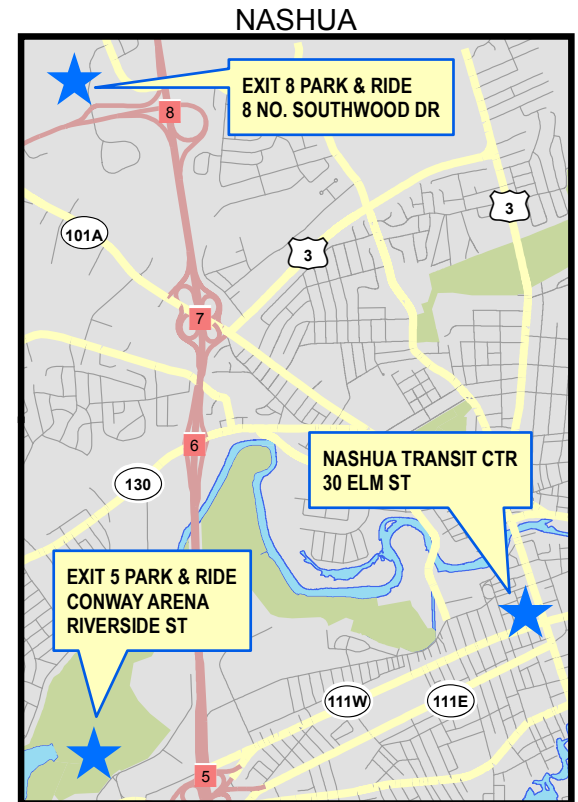 NASHUA
EXIT 8 PARK & RIDE
8 NO. SOUTHWOOD DR
8
3
101A
3
7
6
NASHUA TRANSIT CTR
30 ELM ST
130
EXIT 5 PARK & RIDE
CONWAY ARENA
RIVERSIDE ST
111W
111E
5